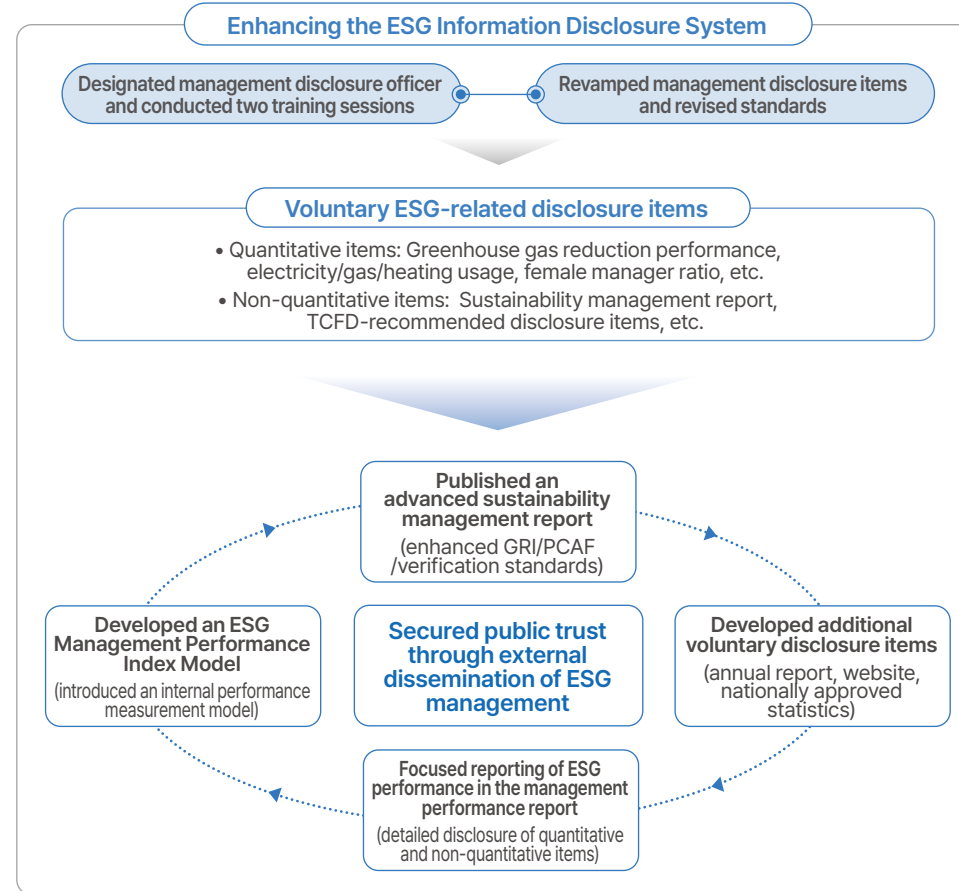 Enhancing the ESG Information Disclosure System
Designated management disclosure officer
and conducted two training sessions
Revamped management disclosure items
and revised standards
Voluntary ESG-related disclosure items
• Quantitative items: Greenhouse gas reduction performance,
electricity/gas/heating usage, female manager ratio, etc.
• Non-quantitative items: Sustainability management report,
TCFD-recommended disclosure items, etc.
Published an
advanced sustainability
management report
(enhanced GRI/PCAF
/verification standards)
Developed an ESG
Management Performance
Index Model
(introduced an internal performance
measurement model)
Secured public trust
through external
dissemination of ESG
management
Developed additional
voluntary disclosure items
(annual report, website,
nationally approved
statistics)
Focused reporting of ESG
performance in the management
performance report
(detailed disclosure of quantitative
and non-quantitative items)